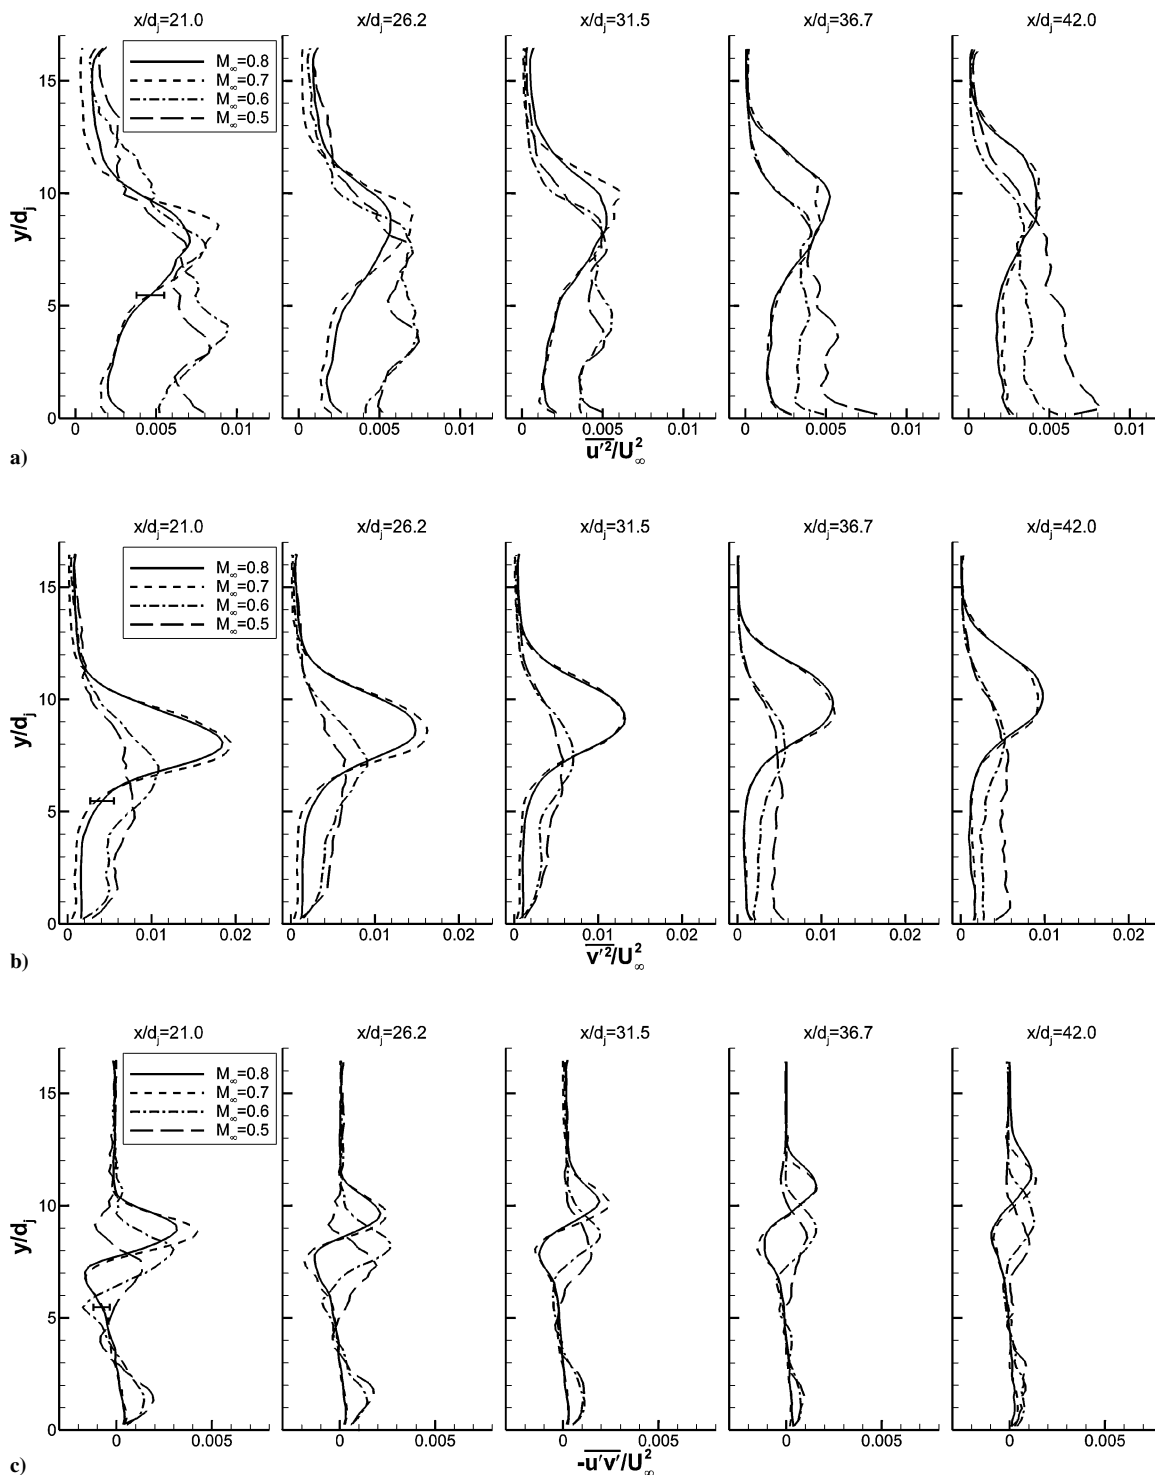 x/dj=21.0 x/dj=26.2 x/dj=31.5 x/dj=36.7 x/dj=42.0
15
10
5
0
y/dj
M∞=0.8
M∞=0.7
M∞=0.6
M∞=0.5
0 0.005 0.01 0 0.005 0.01 0 0.005 0.01 0 0.005 0.01 0 0.005 0.01
a) u'²/U∞²
x/dj=21.0 x/dj=26.2 x/dj=31.5 x/dj=36.7 x/dj=42.0
15
10
5
0
y/dj
M∞=0.8
M∞=0.7
M∞=0.6
M∞=0.5
0 0.01 0.02 0 0.01 0.02 0 0.01 0.02 0 0.01 0.02 0 0.01 0.02
b) v'²/U∞²
x/dj=21.0 x/dj=26.2 x/dj=31.5 x/dj=36.7 x/dj=42.0
15
10
5
0
y/dj
M∞=0.8
M∞=0.7
M∞=0.6
M∞=0.5
0 0.005 0 0.005 0 0.005 0 0.005 0 0.005
c) -u'v'/U∞²